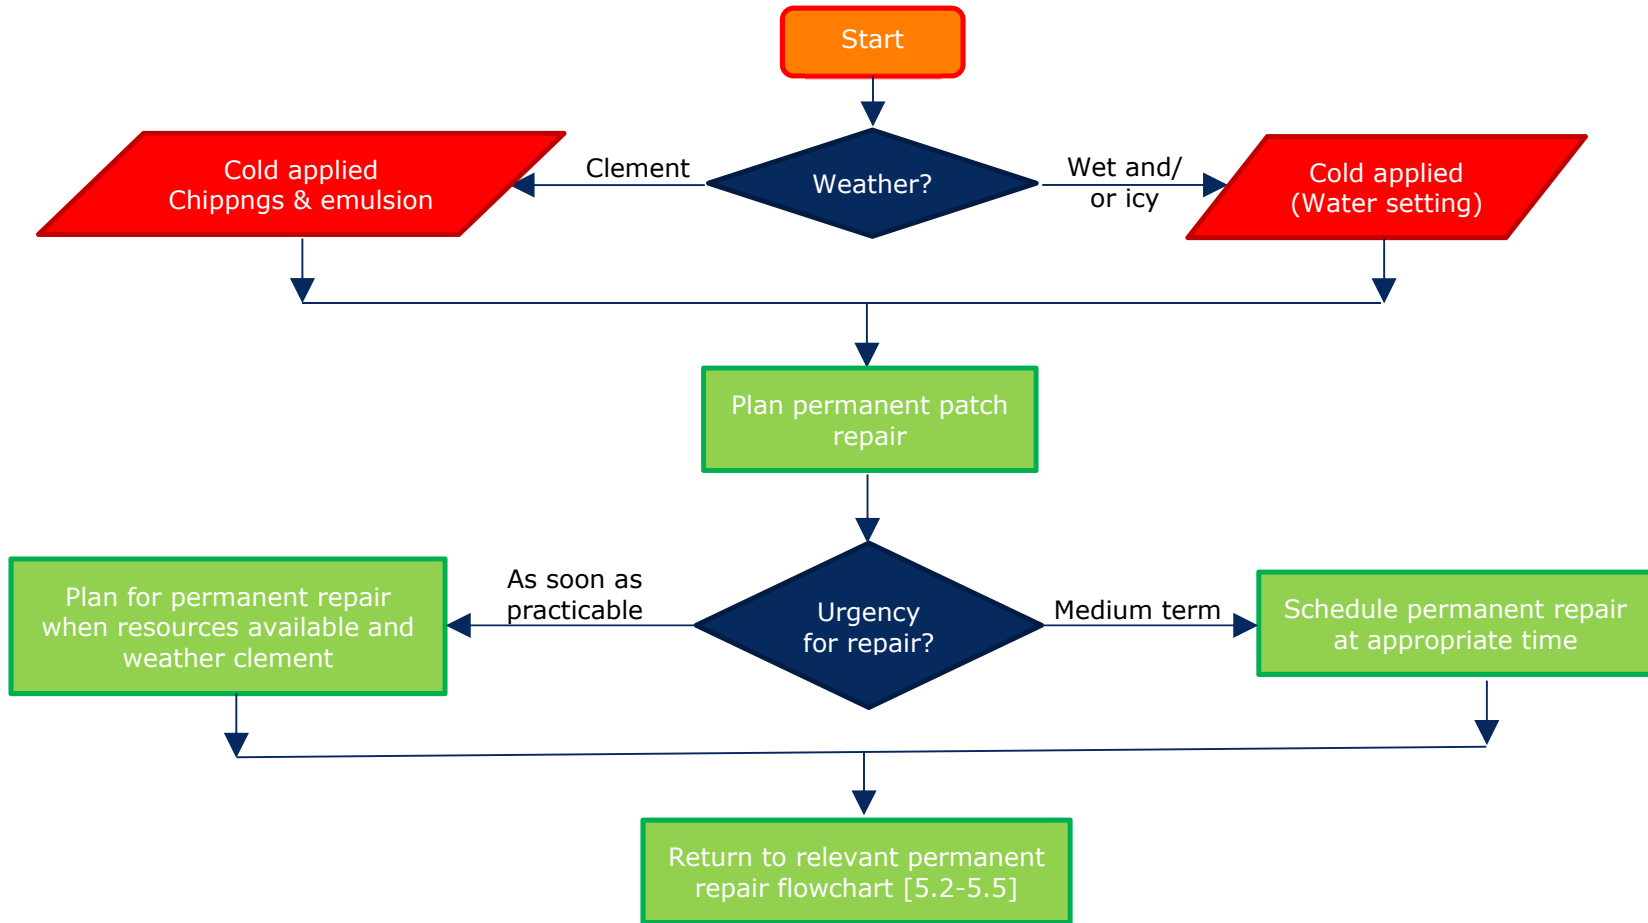 Start
Weather?
Clement
Wet and/
or icy
Cold applied
Chippngs & emulsion
Cold applied
(Water setting)
Plan permanent patch
repair
Urgency
for repair?
As soon as
practicable
Medium term
Plan for permanent repair
when resources available and
weather clement
Schedule permanent repair
at appropriate time
Return to relevant permanent
repair flowchart [5.2-5.5]